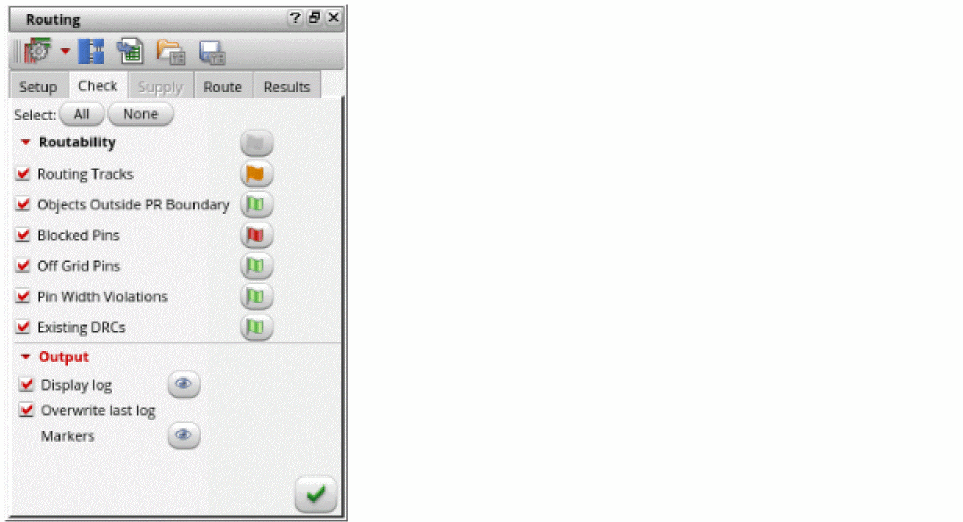 Routing
Setup Check Supply Route Results
Select: All None
Routability
Routing Tracks
Objects Outside PR Boundary
Blocked Pins
Off Grid Pins
Pin Width Violations
Existing DRCs
Output
Display log
Overwrite last log
Markers